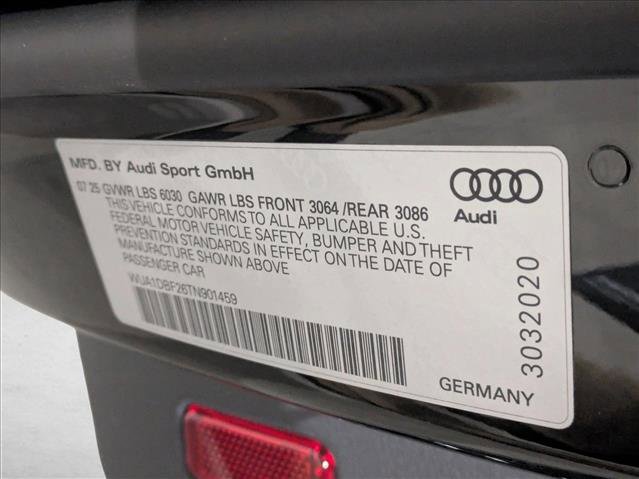 MFD. BY Audi Sport GmbH
07 25 GVWR LBS 6030 GAWR LBS FRONT 3064 /REAR 3086
THIS VEHICLE CONFORMS TO ALL APPLICABLE U.S.
FEDERAL MOTOR VEHICLE SAFETY, BUMPER AND THEFT
PREVENTION STANDARDS IN EFFECT ON THE DATE OF
MANUFACTURE SHOWN ABOVE
PASSENGER CAR
WUA1DBF26TN901459
Audi
3032020
GERMANY